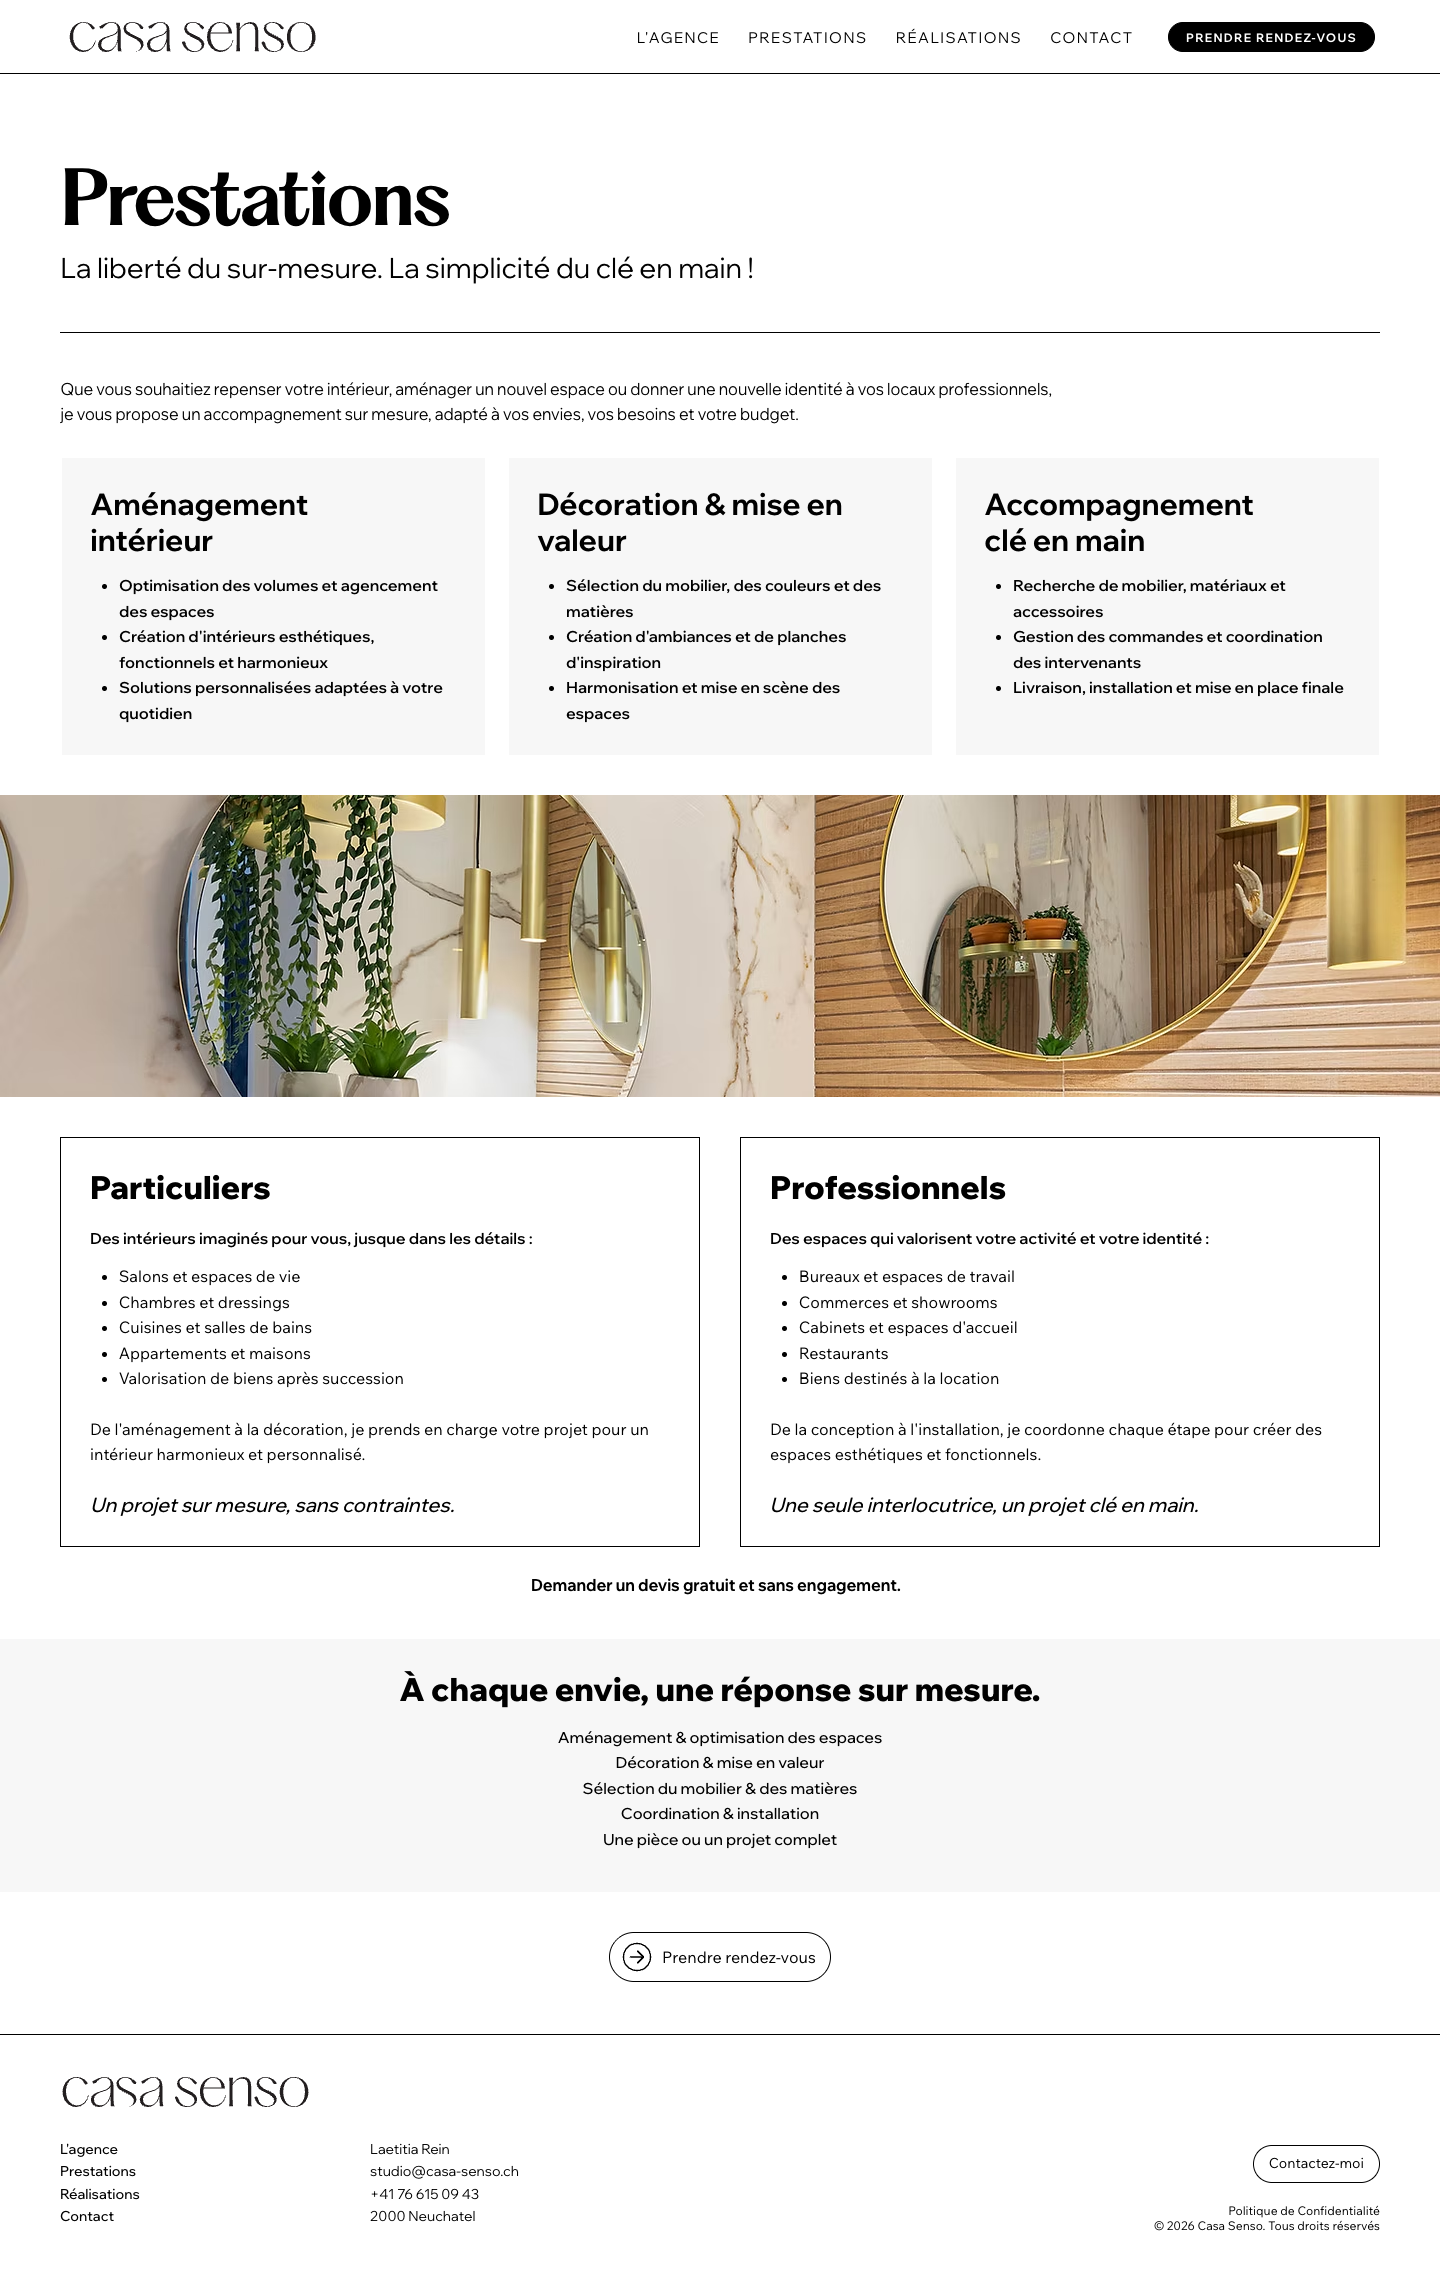 casa senso
L'AGENCE PRESTATIONS RÉALISATIONS CONTACT PRENDRE RENDEZ-VOUS
Prestations
La liberté du sur-mesure. La simplicité du clé en main !
Que vous souhaitiez repenser votre intérieur, aménager un nouvel espace ou donner une nouvelle identité à vos locaux professionnels,
je vous propose un accompagnement sur mesure, adapté à vos envies, vos besoins et votre budget.
Aménagement
intérieur
• Optimisation des volumes et agencement
des espaces
• Création d'intérieurs esthétiques,
fonctionnels et harmonieux
• Solutions personnalisées adaptées à votre
quotidien
Décoration & mise en
valeur
• Sélection du mobilier, des couleurs et des
matières
• Création d'ambiances et de planches
d'inspiration
• Harmonisation et mise en scène des
espaces
Accompagnement
clé en main
• Recherche de mobilier, matériaux et
accessoires
• Gestion des commandes et coordination
des intervenants
• Livraison, installation et mise en place finale
Particuliers
Des intérieurs imaginés pour vous, jusque dans les détails :
• Salons et espaces de vie
• Chambres et dressings
• Cuisines et salles de bains
• Appartements et maisons
• Valorisation de biens après succession
De l'aménagement à la décoration, je prends en charge votre projet pour un
intérieur harmonieux et personnalisé.
Un projet sur mesure, sans contraintes.
Professionnels
Des espaces qui valorisent votre activité et votre identité :
• Bureaux et espaces de travail
• Commerces et showrooms
• Cabinets et espaces d'accueil
• Restaurants
• Biens destinés à la location
De la conception à l'installation, je coordonne chaque étape pour créer des
espaces esthétiques et fonctionnels.
Une seule interlocutrice, un projet clé en main.
Demander un devis gratuit et sans engagement.
À chaque envie, une réponse sur mesure.
Aménagement & optimisation des espaces
Décoration & mise en valeur
Sélection du mobilier & des matières
Coordination & installation
Une pièce ou un projet complet
Prendre rendez-vous
casa senso
L'agence
Prestations
Réalisations
Contact
Laetitia Rein
studio@casa-senso.ch
+41 76 615 09 43
2000 Neuchatel
Contactez-moi
Politique de Confidentialité
© 2026 Casa Senso. Tous droits réservés